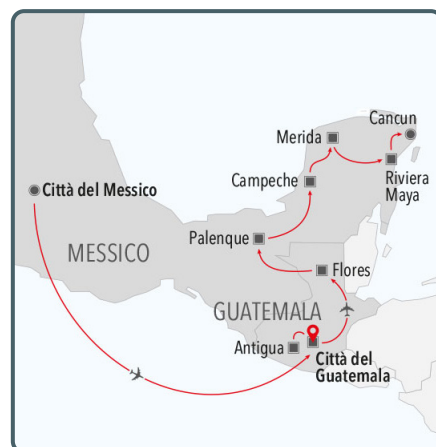 Cancun
Merida
Campeche
Riviera
Maya
Città del Messico
Palenque
MESSICO
Flores
GUATEMALA
Antigua
Città del
Guatemala